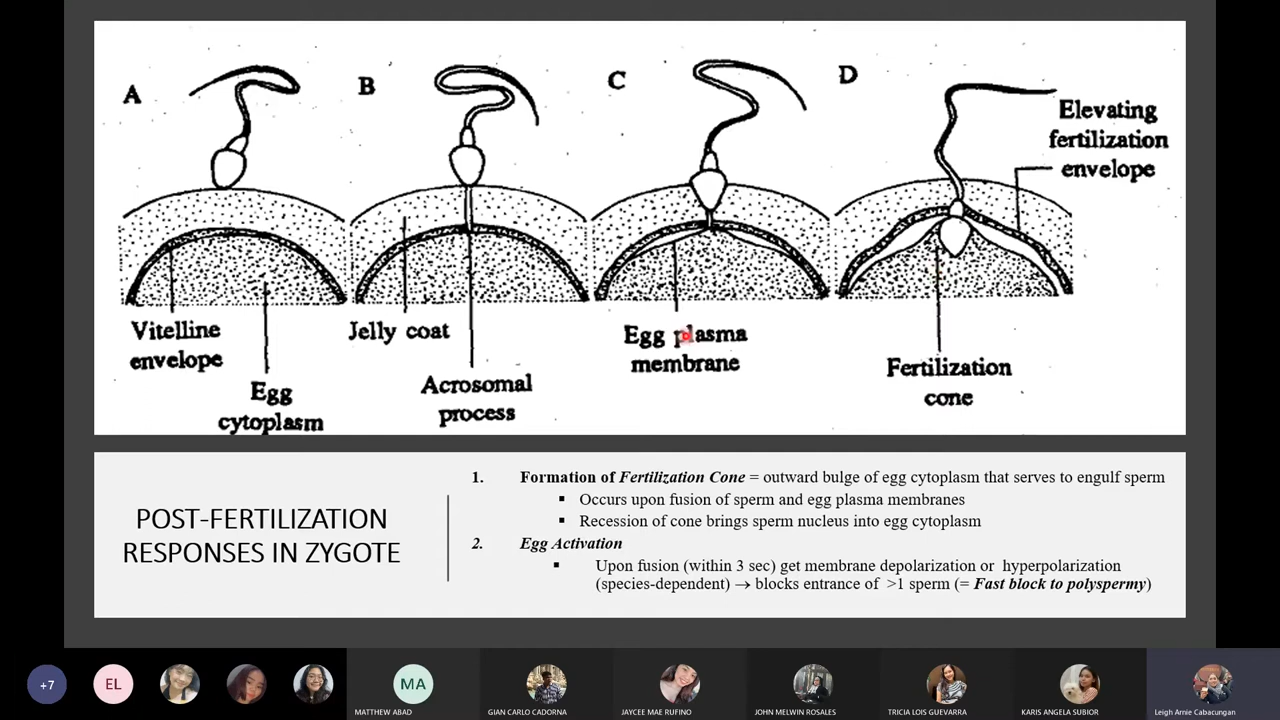 A
B
C
D
Elevating
fertilization
envelope
Vitelline
envelope
Egg
cytoplasm
Jelly coat
Acrosomal
process
Egg plasma
membrane
Fertilization
cone
POST-FERTILIZATION
RESPONSES IN ZYGOTE
1. Formation of Fertilization Cone = outward bulge of egg cytoplasm that serves to engulf sperm
▪ Occurs upon fusion of sperm and egg plasma membranes
▪ Recession of cone brings sperm nucleus into egg cytoplasm
2. Egg Activation
▪ Upon fusion (within 3 sec) get membrane depolarization or hyperpolarization
(species-dependent) → blocks entrance of >1 sperm (= Fast block to polyspermy)
+7
EL
MA
MATTHEW ABAD
GIAN CARLO CADORNA
JAYCEE MAE RUFINO
JOHN MELWIN ROSALES
TRICIA LOIS GUEVARRA
KARIS ANGELA SUBIOR
Leigh Arnie Cabacungan